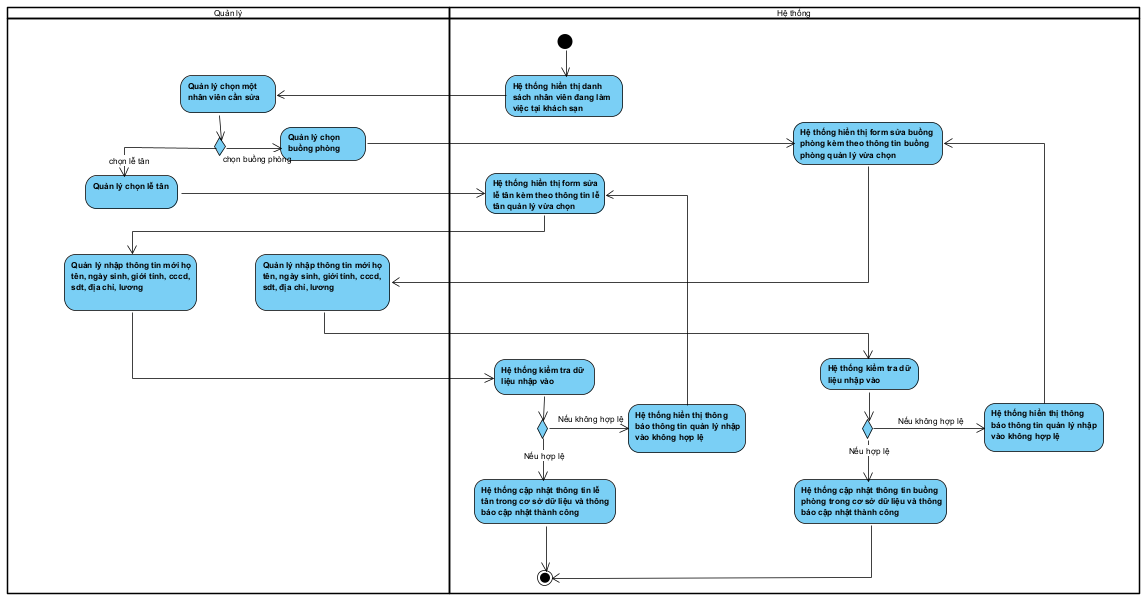 Quản lý
Hệ thống
Quản lý chọn một
nhân viên cần sửa
Hệ thống hiển thị danh
sách nhân viên đang làm
việc tại khách sạn
Quản lý chọn
buồng phòng
chọn buồng phòng
chọn lễ tân
Hệ thống hiển thị form sửa buồng
phòng kèm theo thông tin buồng
phòng quản lý vừa chọn
Quản lý chọn lễ tân
Hệ thống hiển thị form sửa
lễ tân kèm theo thông tin lễ
tân quản lý vừa chọn
Quản lý nhập thông tin mới họ
tên, ngày sinh, giới tính, cccd,
sdt, địa chỉ, lương
Quản lý nhập thông tin mới họ
tên, ngày sinh, giới tính, cccd,
sdt, địa chỉ, lương
Hệ thống kiểm tra dữ
liệu nhập vào
Hệ thống kiểm tra dữ
liệu nhập vào
Nếu không hợp lệ
Hệ thống hiển thị thông
báo thông tin quản lý nhập
vào không hợp lệ
Nếu không hợp lệ
Hệ thống hiển thị thông
báo thông tin quản lý nhập
vào không hợp lệ
Nếu hợp lệ
Nếu hợp lệ
Hệ thống cập nhật thông tin lễ
tân trong cơ sở dữ liệu và thông
báo cập nhật thành công
Hệ thống cập nhật thông tin buồng
phòng trong cơ sở dữ liệu và thông
báo cập nhật thành công